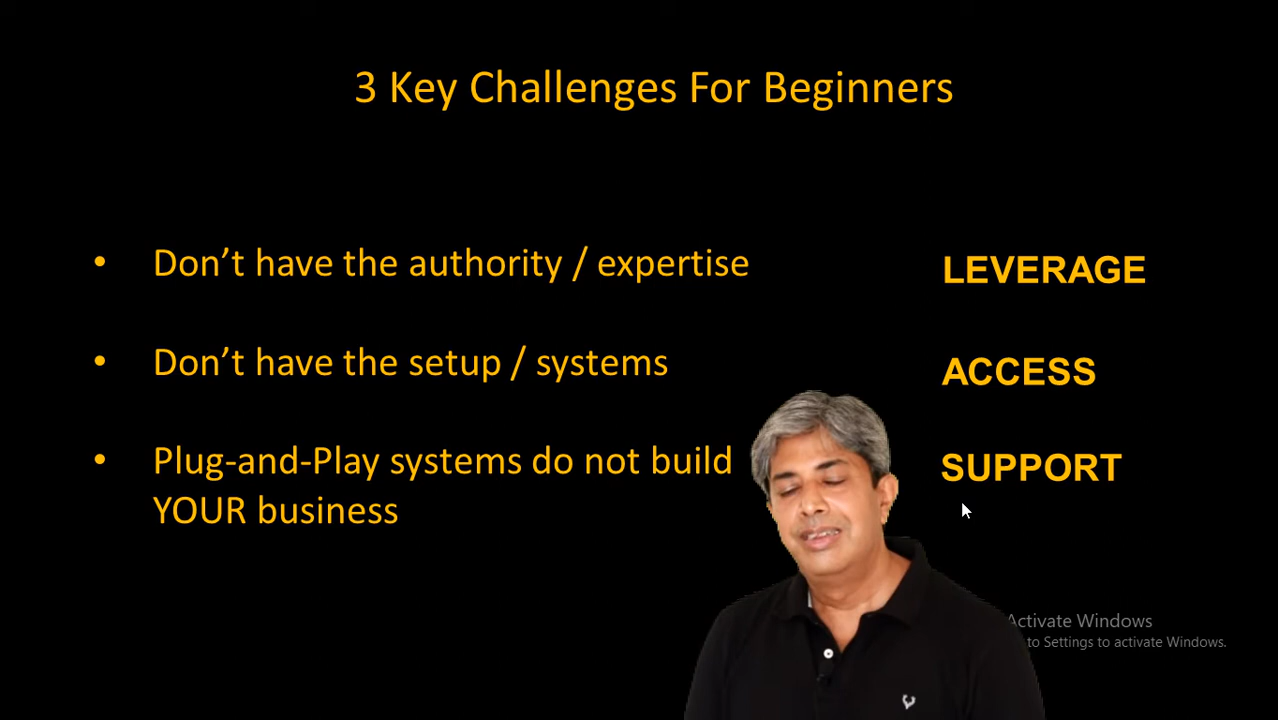 3 Key Challenges For Beginners
• Don’t have the authority / expertise
LEVERAGE
• Don’t have the setup / systems
ACCESS
• Plug-and-Play systems do not build
YOUR business
SUPPORT
Activate Windows
to Settings to activate Windows.